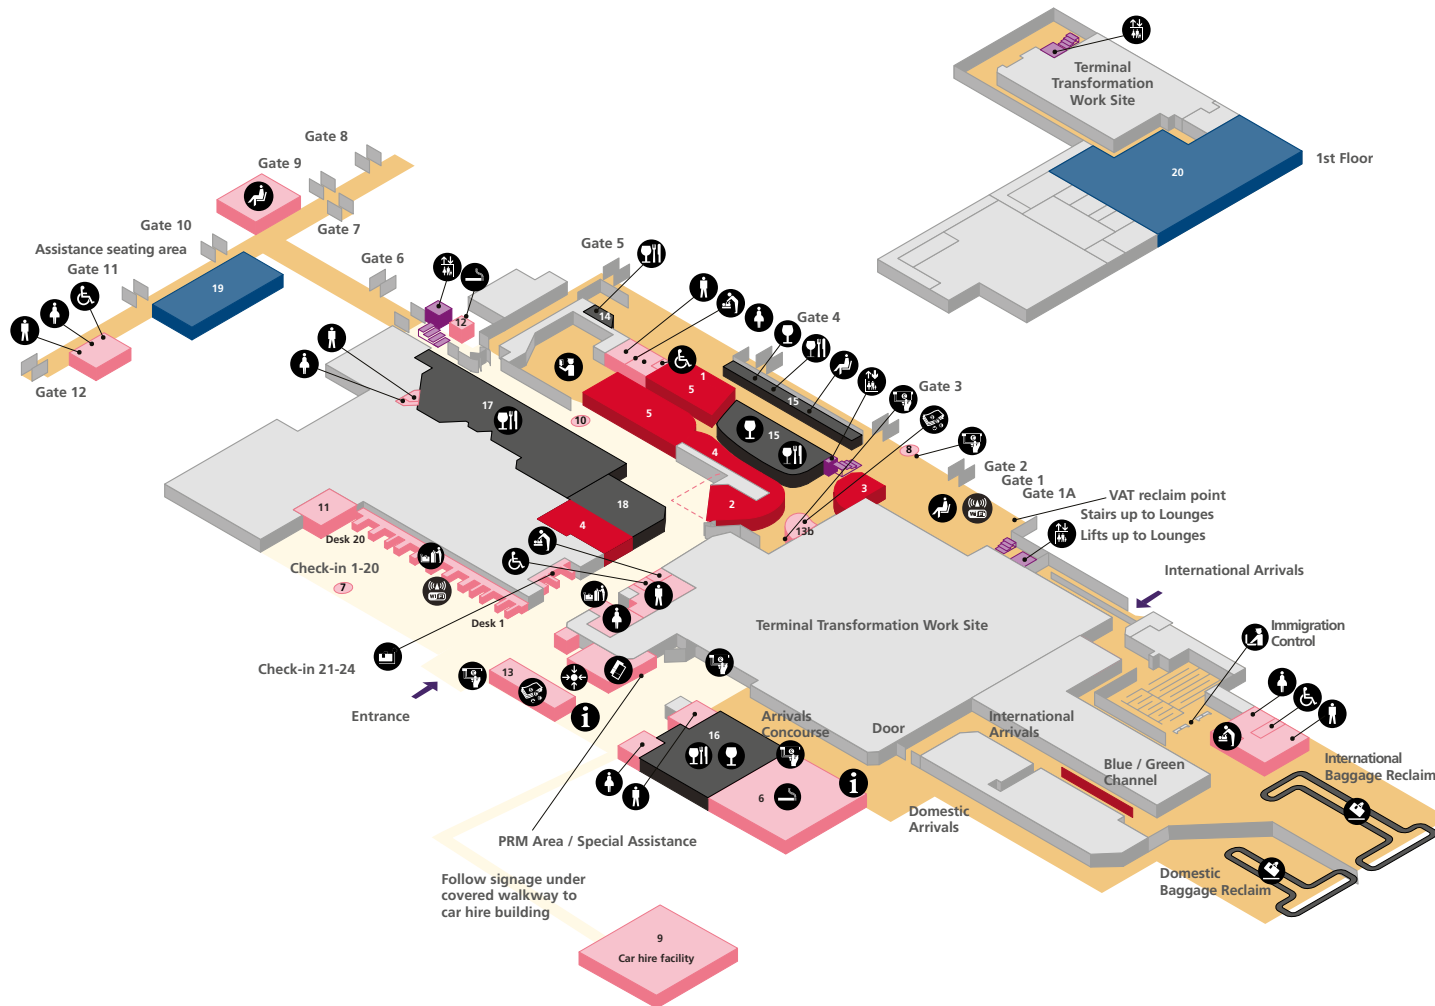 Terminal
Transformation
Work Site
1st Floor
20
Gate 8
Gate 9
Gate 7
Gate 10
Assistance seating area
Gate 11
19
Gate 12
Gate 6
Gate 5
12
14
Gate 4
1
5
5
15
15
Gate 3
17
10
4
8
Gate 2
Gate 1
Gate 1A
VAT reclaim point
Stairs up to Lounges
Lifts up to Lounges
WiFi
2
3
13b
18
4
11
Desk 20
Check-in 1-20
7
WiFi
Desk 1
International Arrivals
Immigration
Control
Terminal Transformation Work Site
Check-in 21-24
Entrance
13
i
Arrivals
Concourse
Door
International
Arrivals
16
Blue / Green
Channel
International
Baggage Reclaim
6
i
Domestic
Arrivals
PRM Area / Special Assistance
Follow signage under
covered walkway to
car hire building
Domestic
Baggage Reclaim
9
Car hire facility